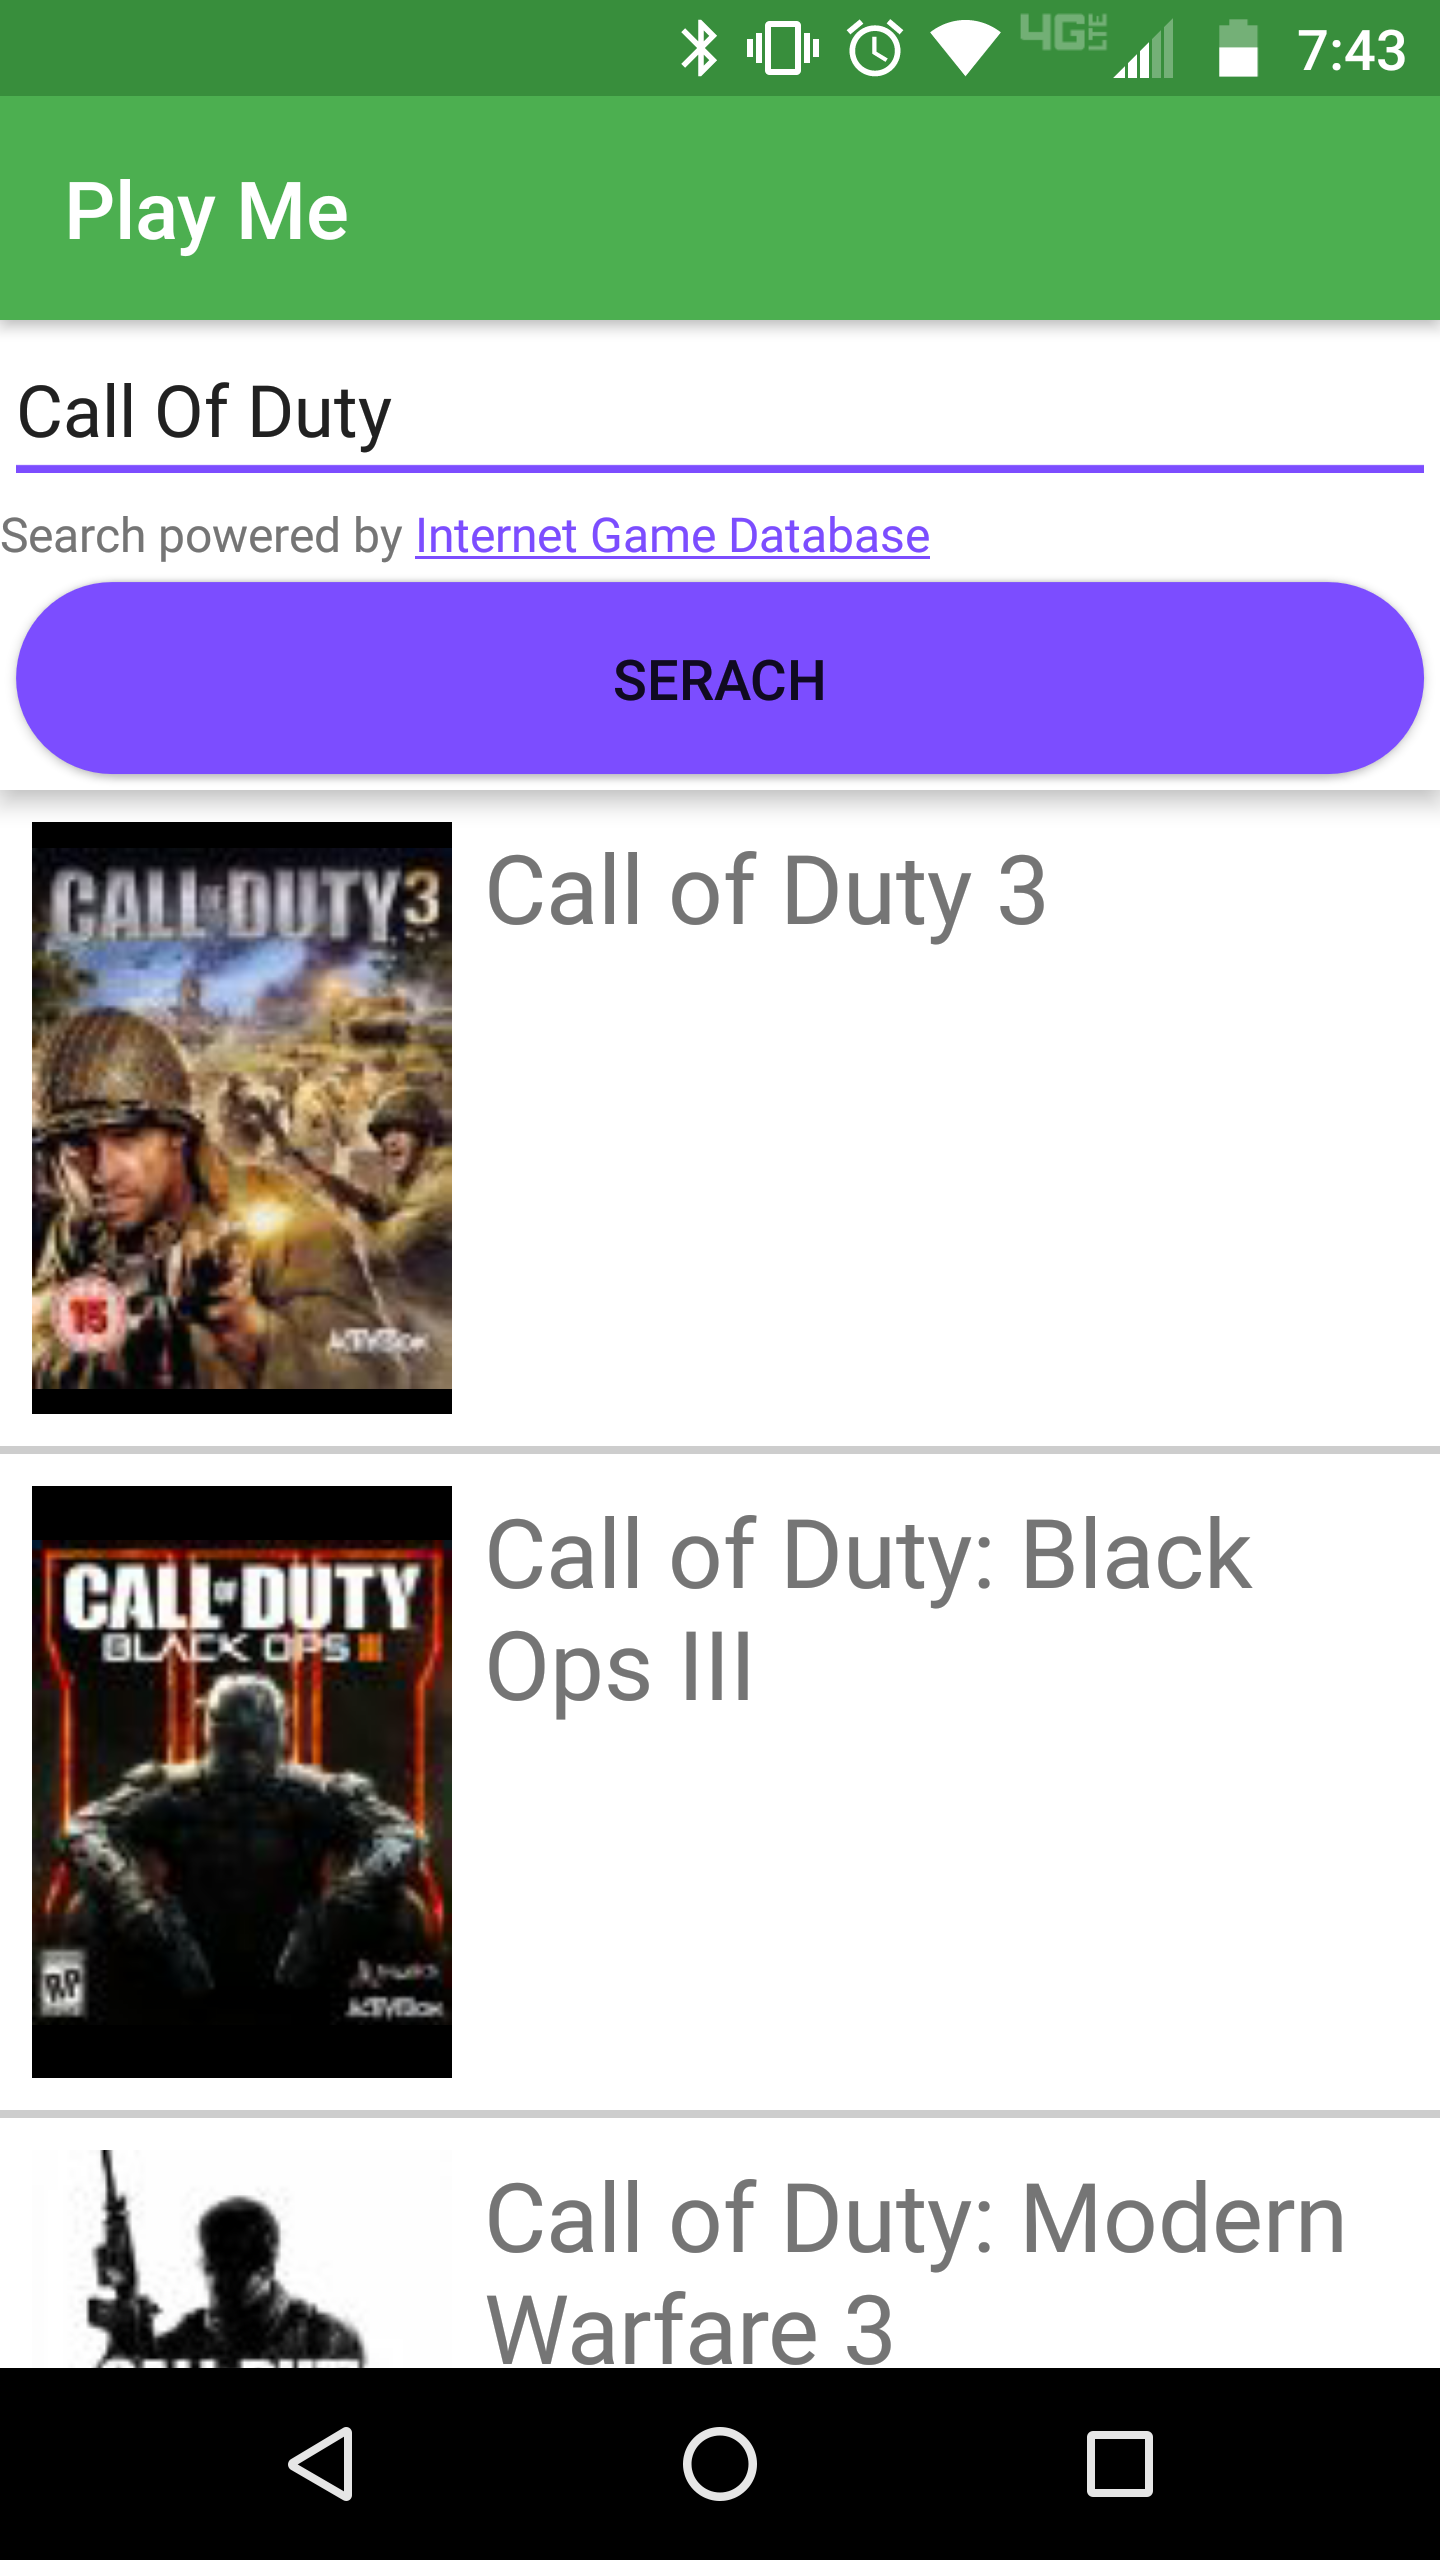 4G LTE 7:43
Play Me
Call Of Duty
Search powered by Internet Game Database
SERACH
CALL OF DUTY 3
15
ACTIVISION
Call of Duty 3
CALL OF DUTY
BLACK OPS III
RP
ACTIVISION
Call of Duty: Black
Ops III
Call of Duty: Modern
Warfare 3